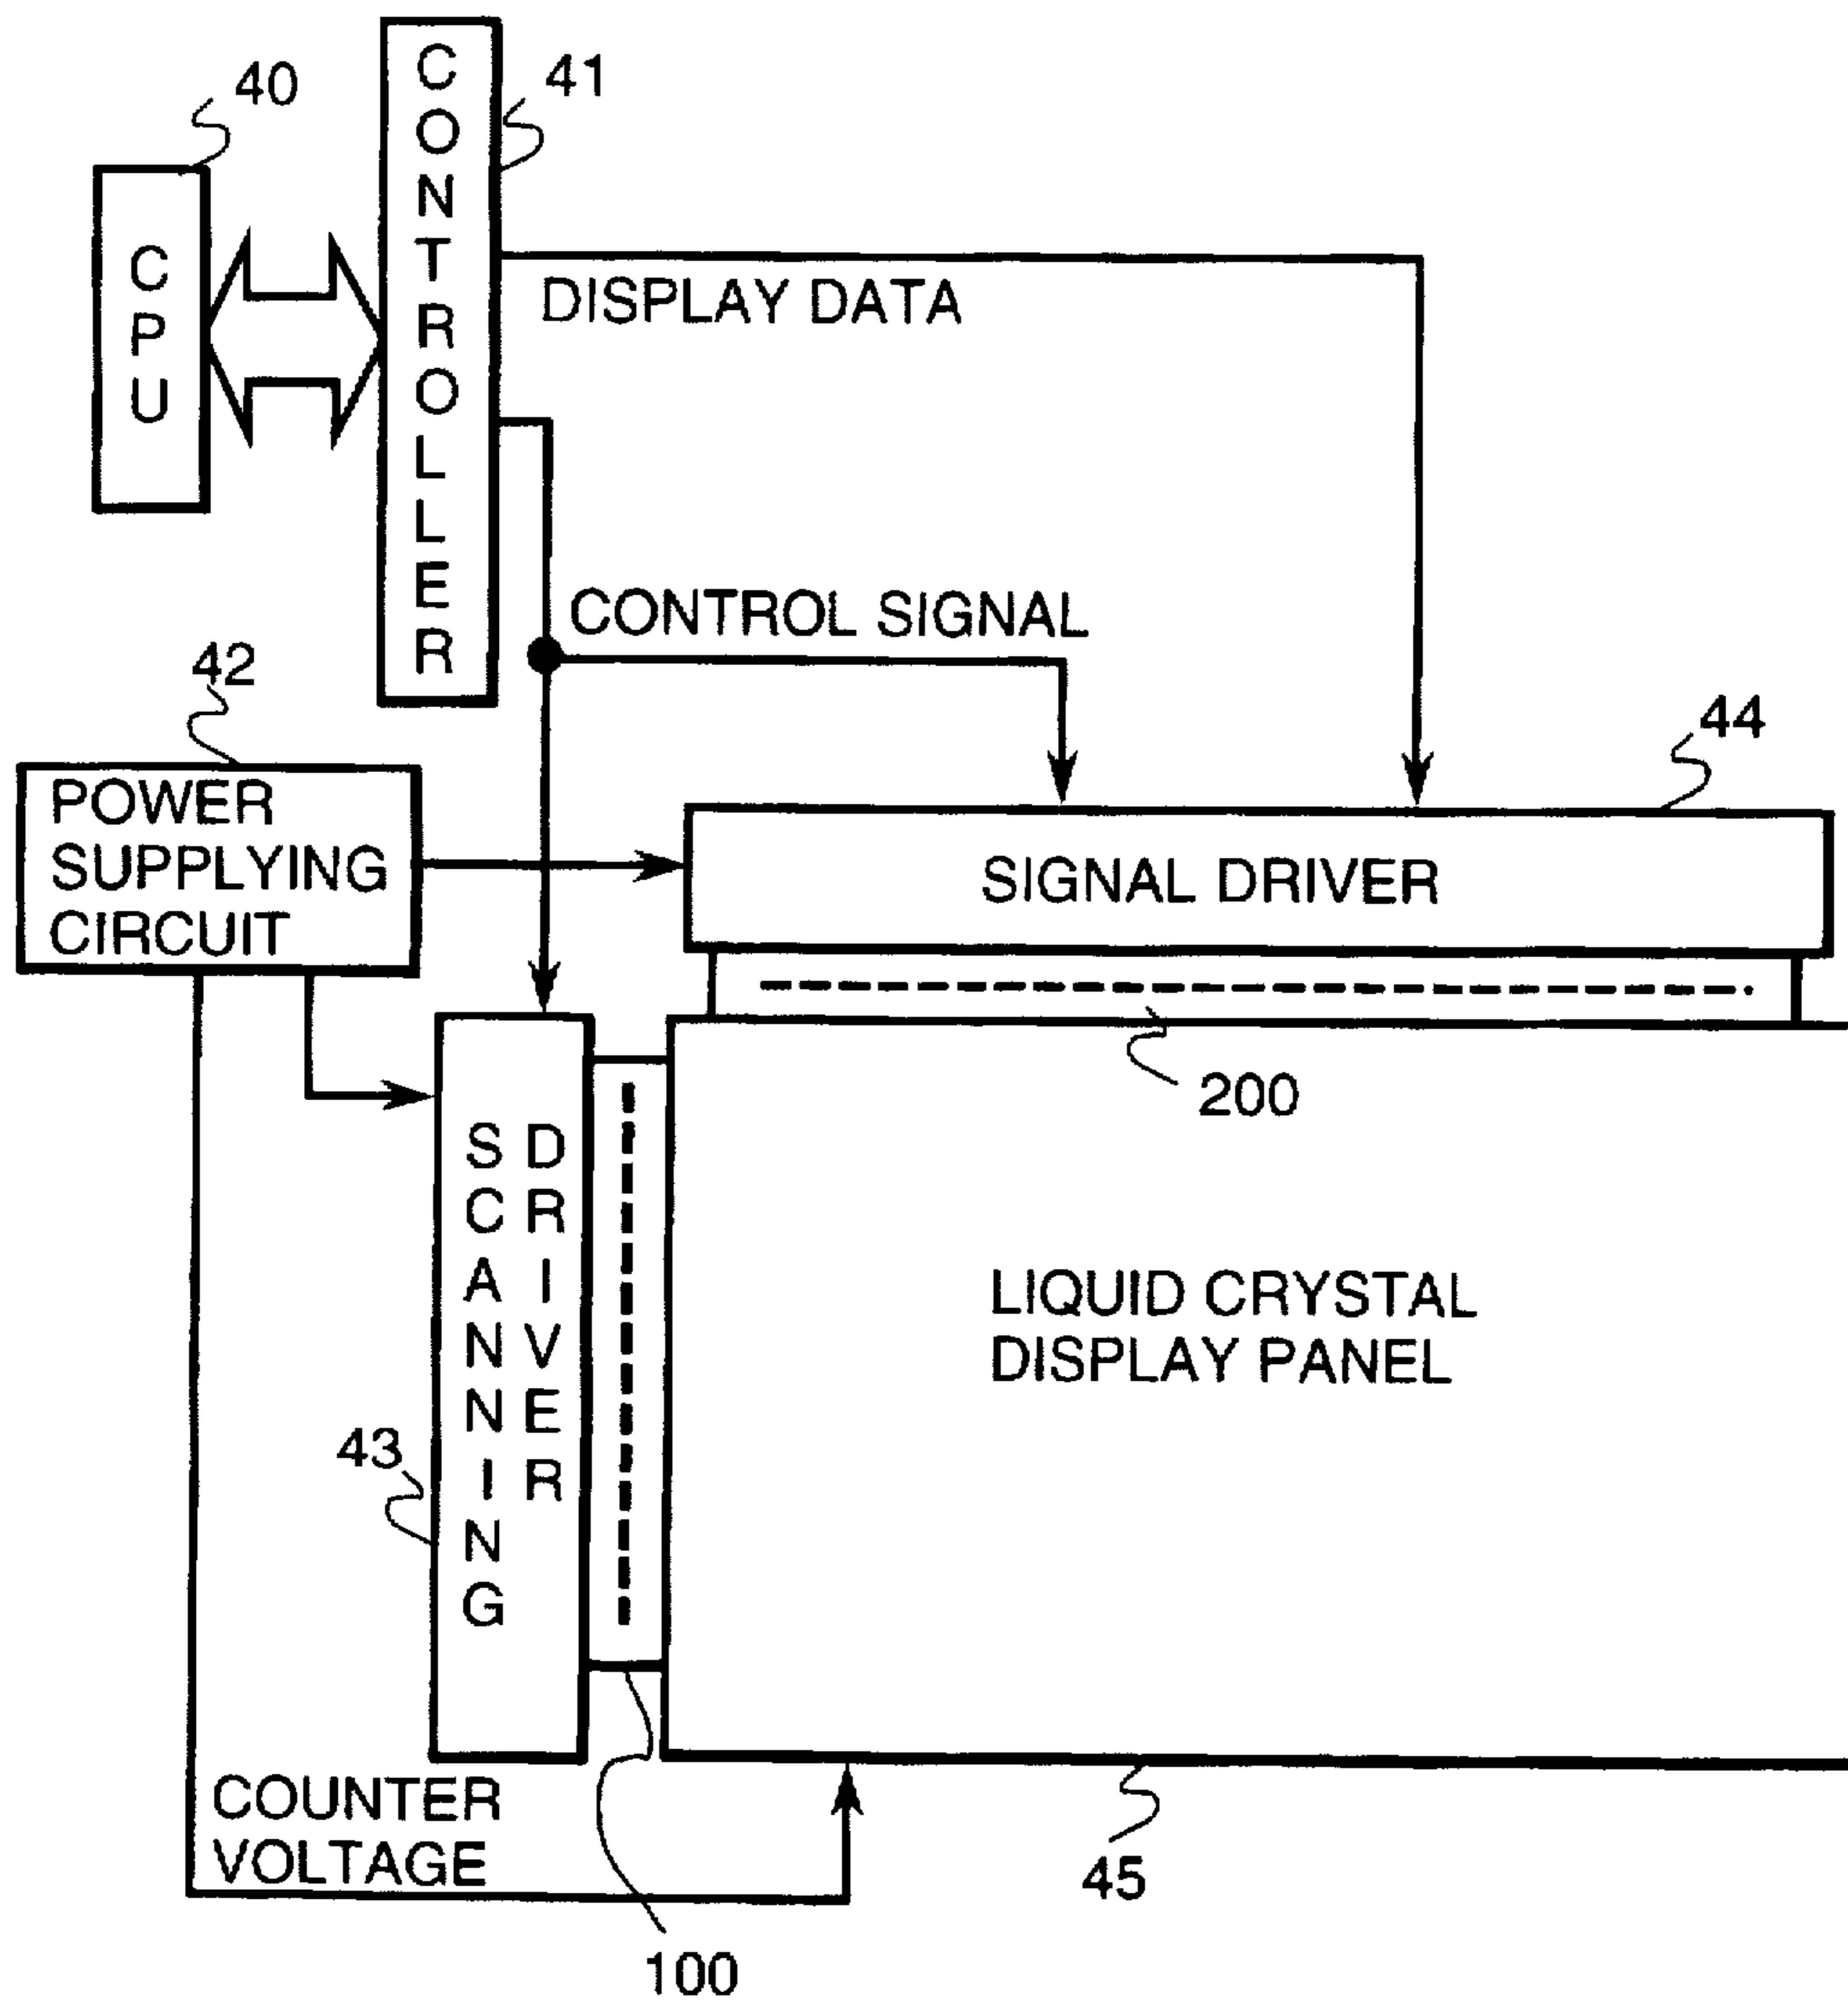 40
41
CPU
CONTROLLER
DISPLAY DATA
CONTROL SIGNAL
42
44
POWER
SUPPLYING
CIRCUIT
SIGNAL DRIVER
200
SCANNING
DRIVER
LIQUID CRYSTAL
DISPLAY PANEL
43
COUNTER
VOLTAGE
45
100